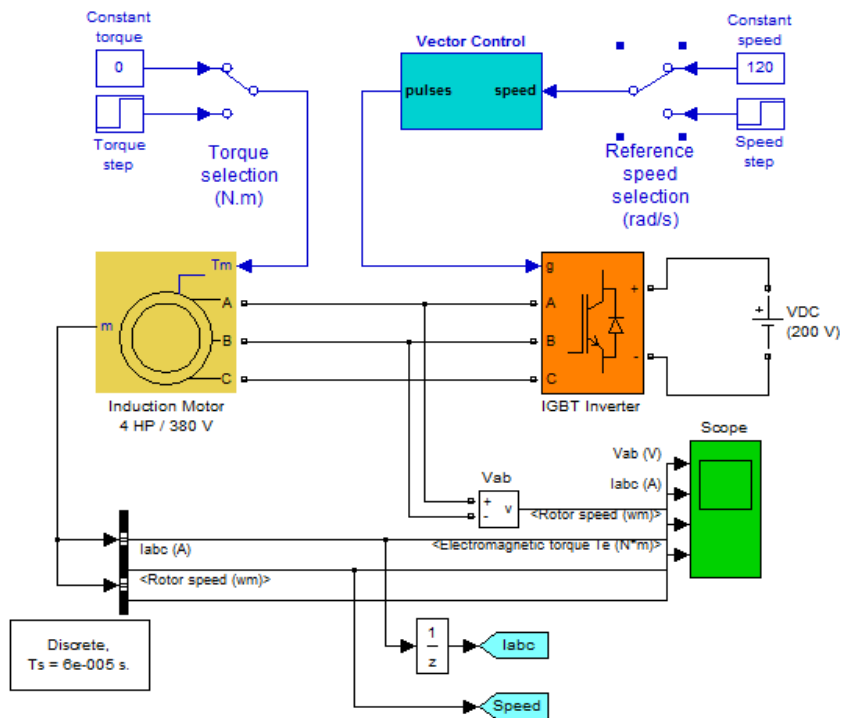 Constant
torque
0
Torque
step
Torque
selection
(N.m)
Vector Control
pulses
speed
Constant
speed
120
Speed
step
Reference
speed
selection
(rad/s)
Tm
m
A
B
C
Induction Motor
4 HP / 380 V
g
A
B
C
+
-
IGBT Inverter
+
VDC
(200 V)
Scope
Vab (V)
Iabc (A)
<Rotor speed (wm)>
<Electromagnetic torque Te (N*m)>
Vab
+
-
v
Iabc (A)
<Rotor speed (wm)>
Discrete,
Ts = 6e-005 s.
1
z
Iabc
Speed